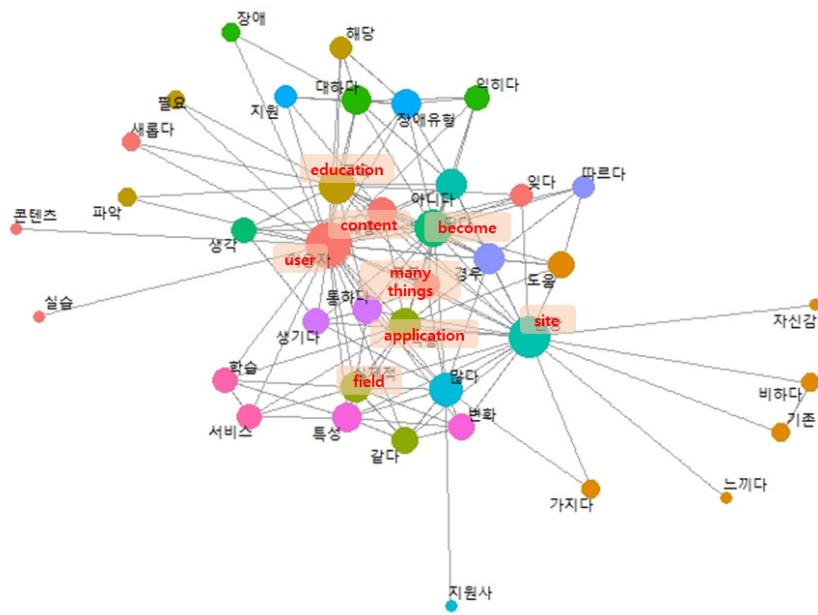 장애
해당
필요
지원
대하다
장애유형
익히다
새롭다
education
잊다
따르다
파악
아니다
콘텐츠
생각
content
become
user
many
things
경우
도움
통하다
실습
생기다
application
site
자신감
학습
field
많다
비하다
서비스
특성
변화
기존
같다
가지다
느끼다
지원사